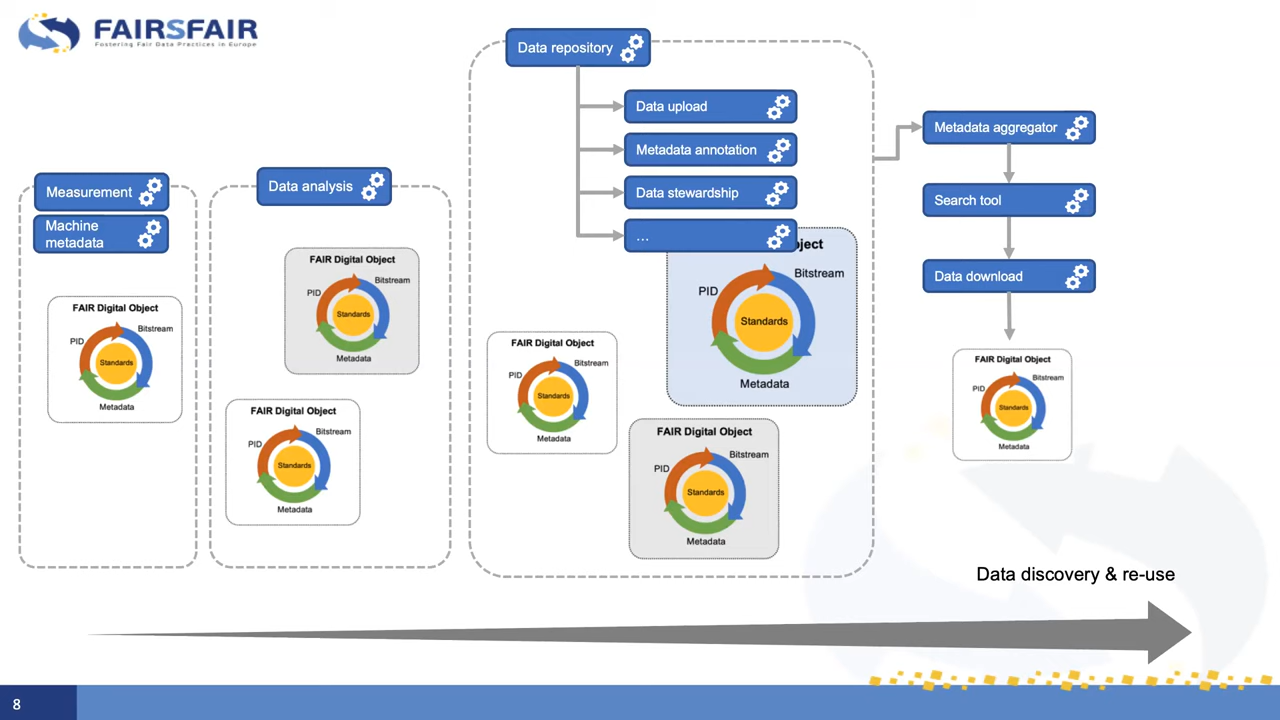 FAIRSFAIR
Fostering Fair Data Practices in Europe
Measurement
Machine
metadata
FAIR Digital Object
PID
Bitstream
Standards
Metadata
Data analysis
FAIR Digital Object
PID
Bitstream
Standards
Metadata
FAIR Digital Object
PID
Bitstream
Standards
Metadata
Data repository
Data upload
Metadata annotation
Data stewardship
...
FAIR Digital Object
PID
Bitstream
Standards
Metadata
bject
PID
Bitstream
Standards
Metadata
FAIR Digital Object
PID
Bitstream
Standards
Metadata
Metadata aggregator
Search tool
Data download
FAIR Digital Object
PID
Bitstream
Standards
Metadata
Data discovery & re-use
8